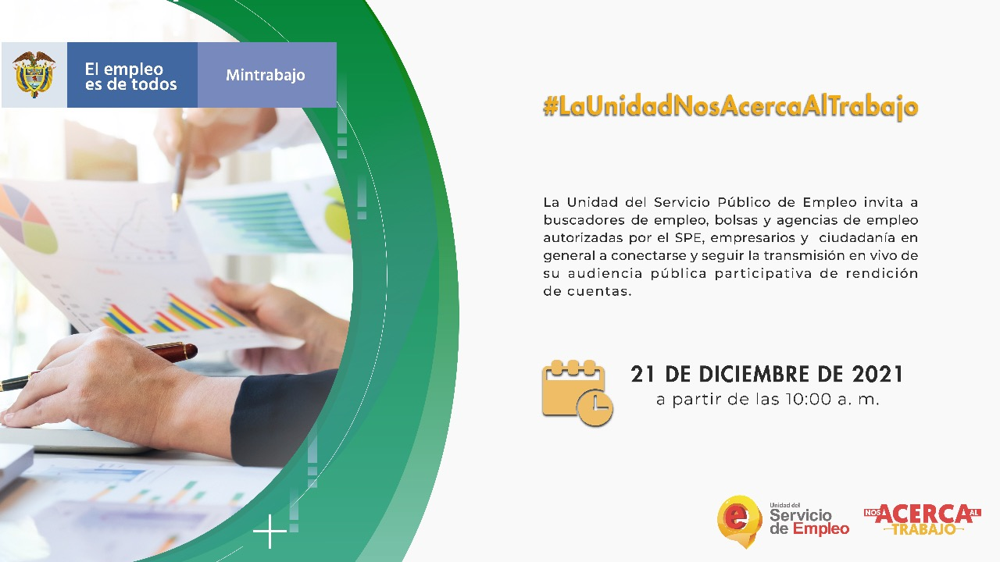 El empleo
es de todos
Mintrabajo
#LaUnidadNosAcercaAlTrabajo
La Unidad del Servicio Público de Empleo invita a
buscadores de empleo, bolsas y agencias de empleo
autorizadas por el SPE, empresarios y ciudadanía en
general a conectarse y seguir la transmisión en vivo de
su audiencia pública participativa de rendición
de cuentas.
21 DE DICIEMBRE DE 2021
a partir de las 10:00 a. m.
e
Unidad del
Servicio
de Empleo
NOS ACERCA AL
TRABAJO